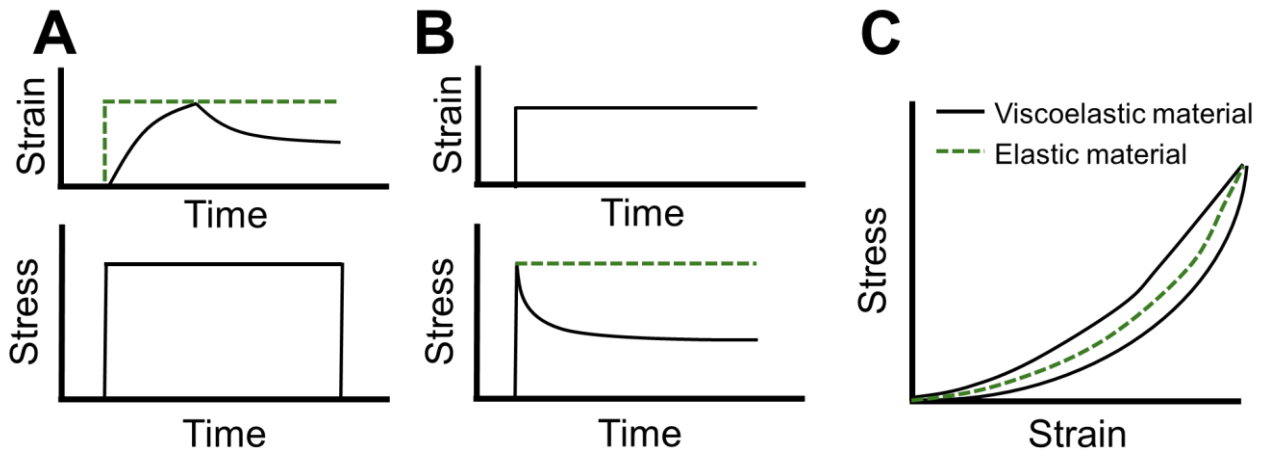 A
Strain
Time
Stress
Time
B
Strain
Time
Stress
Time
C
Viscoelastic material
Elastic material
Stress
Strain